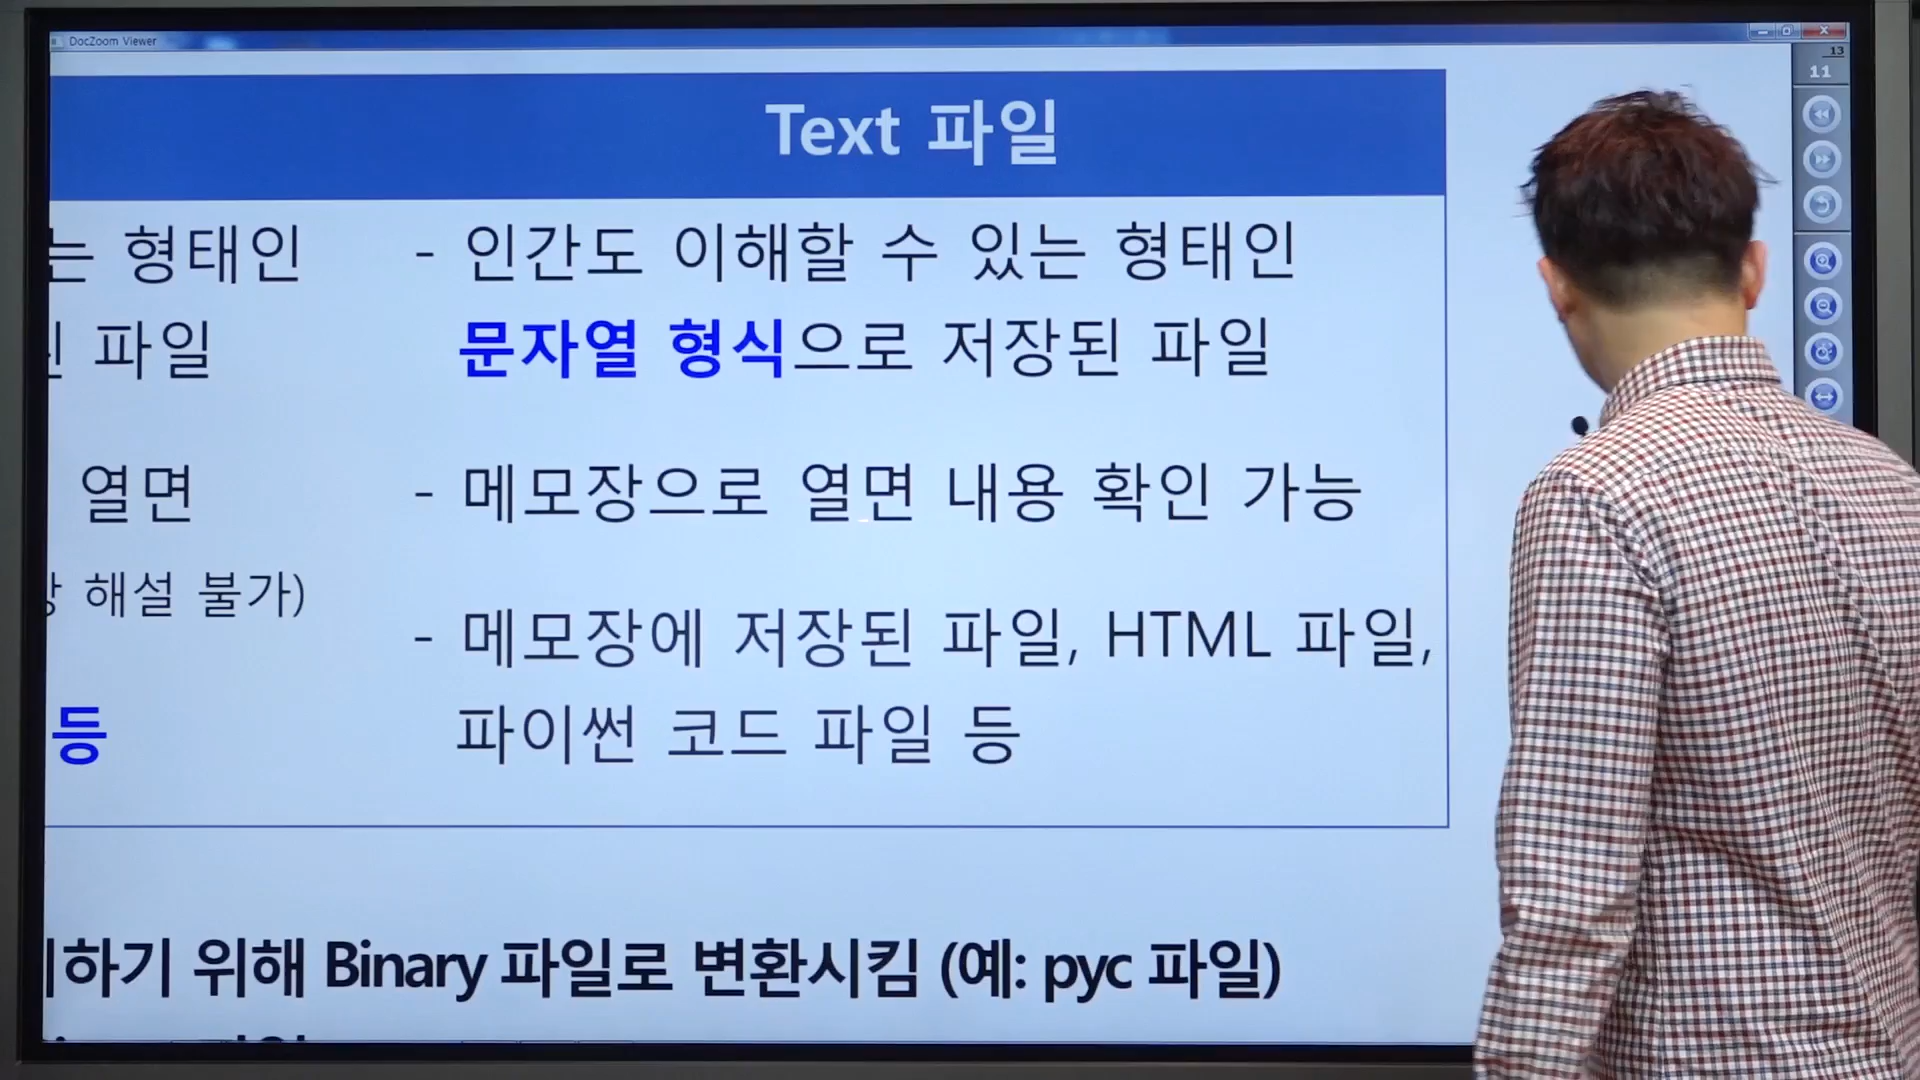 DocZoom Viewer
13
11
Text 파일
는 형태인
파일
열면
해설 불가)
등
- 인간도 이해할 수 있는 형태인
문자열 형식으로 저장된 파일
- 메모장으로 열면 내용 확인 가능
- 메모장에 저장된 파일, HTML 파일,
파이썬 코드 파일 등
하기 위해 Binary 파일로 변환시킴 (예: pyc 파일)